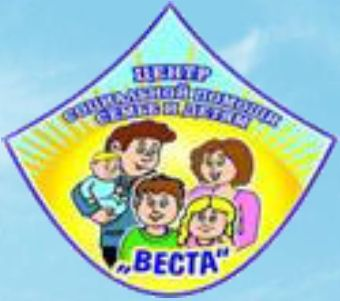 ЦЕНТР
СОЦИАЛЬНОЙ ПОМОЩИ
СЕМЬЕ И ДЕТЯМ
„ВЕСТА"